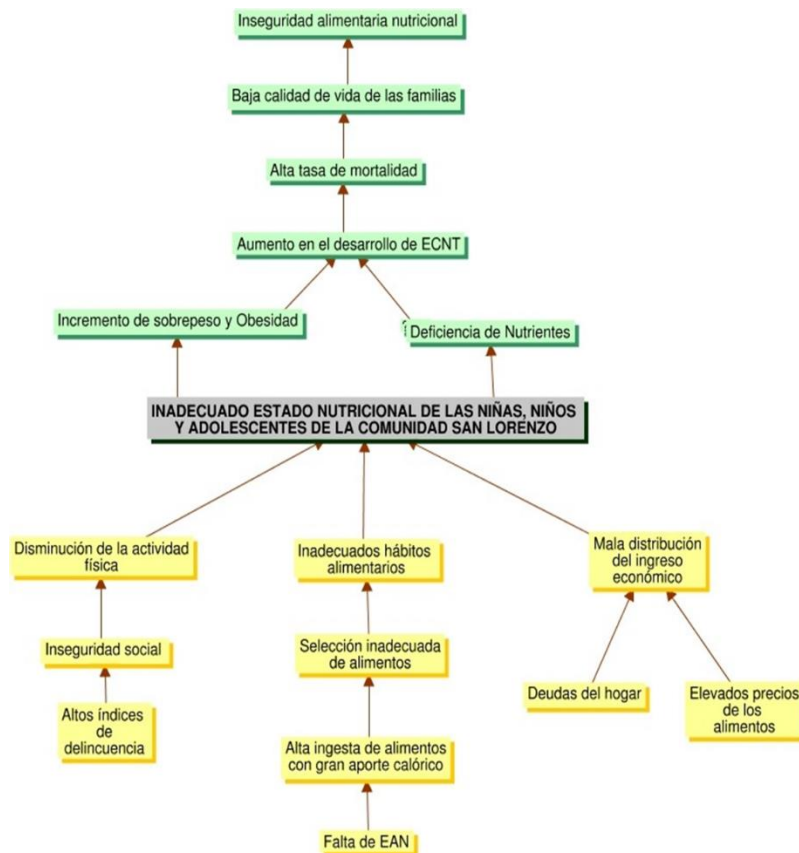 Inseguridad alimentaria nutricional
Baja calidad de vida de las familias
Alta tasa de mortalidad
Aumento en el desarrollo de ECNT
Incremento de sobrepeso y Obesidad
Deficiencia de Nutrientes
INADECUADO ESTADO NUTRICIONAL DE LAS NIÑAS, NIÑOS
Y ADOLESCENTES DE LA COMUNIDAD SAN LORENZO
Disminución de la actividad
física
Inadecuados hábitos
alimentarios
Mala distribución
del ingreso
económico
Inseguridad social
Selección inadecuada
de alimentos
Deudas del hogar
Elevados precios
de los
alimentos
Altos índices
de
delincuencia
Alta ingesta de alimentos
con gran aporte calórico
Falta de EAN